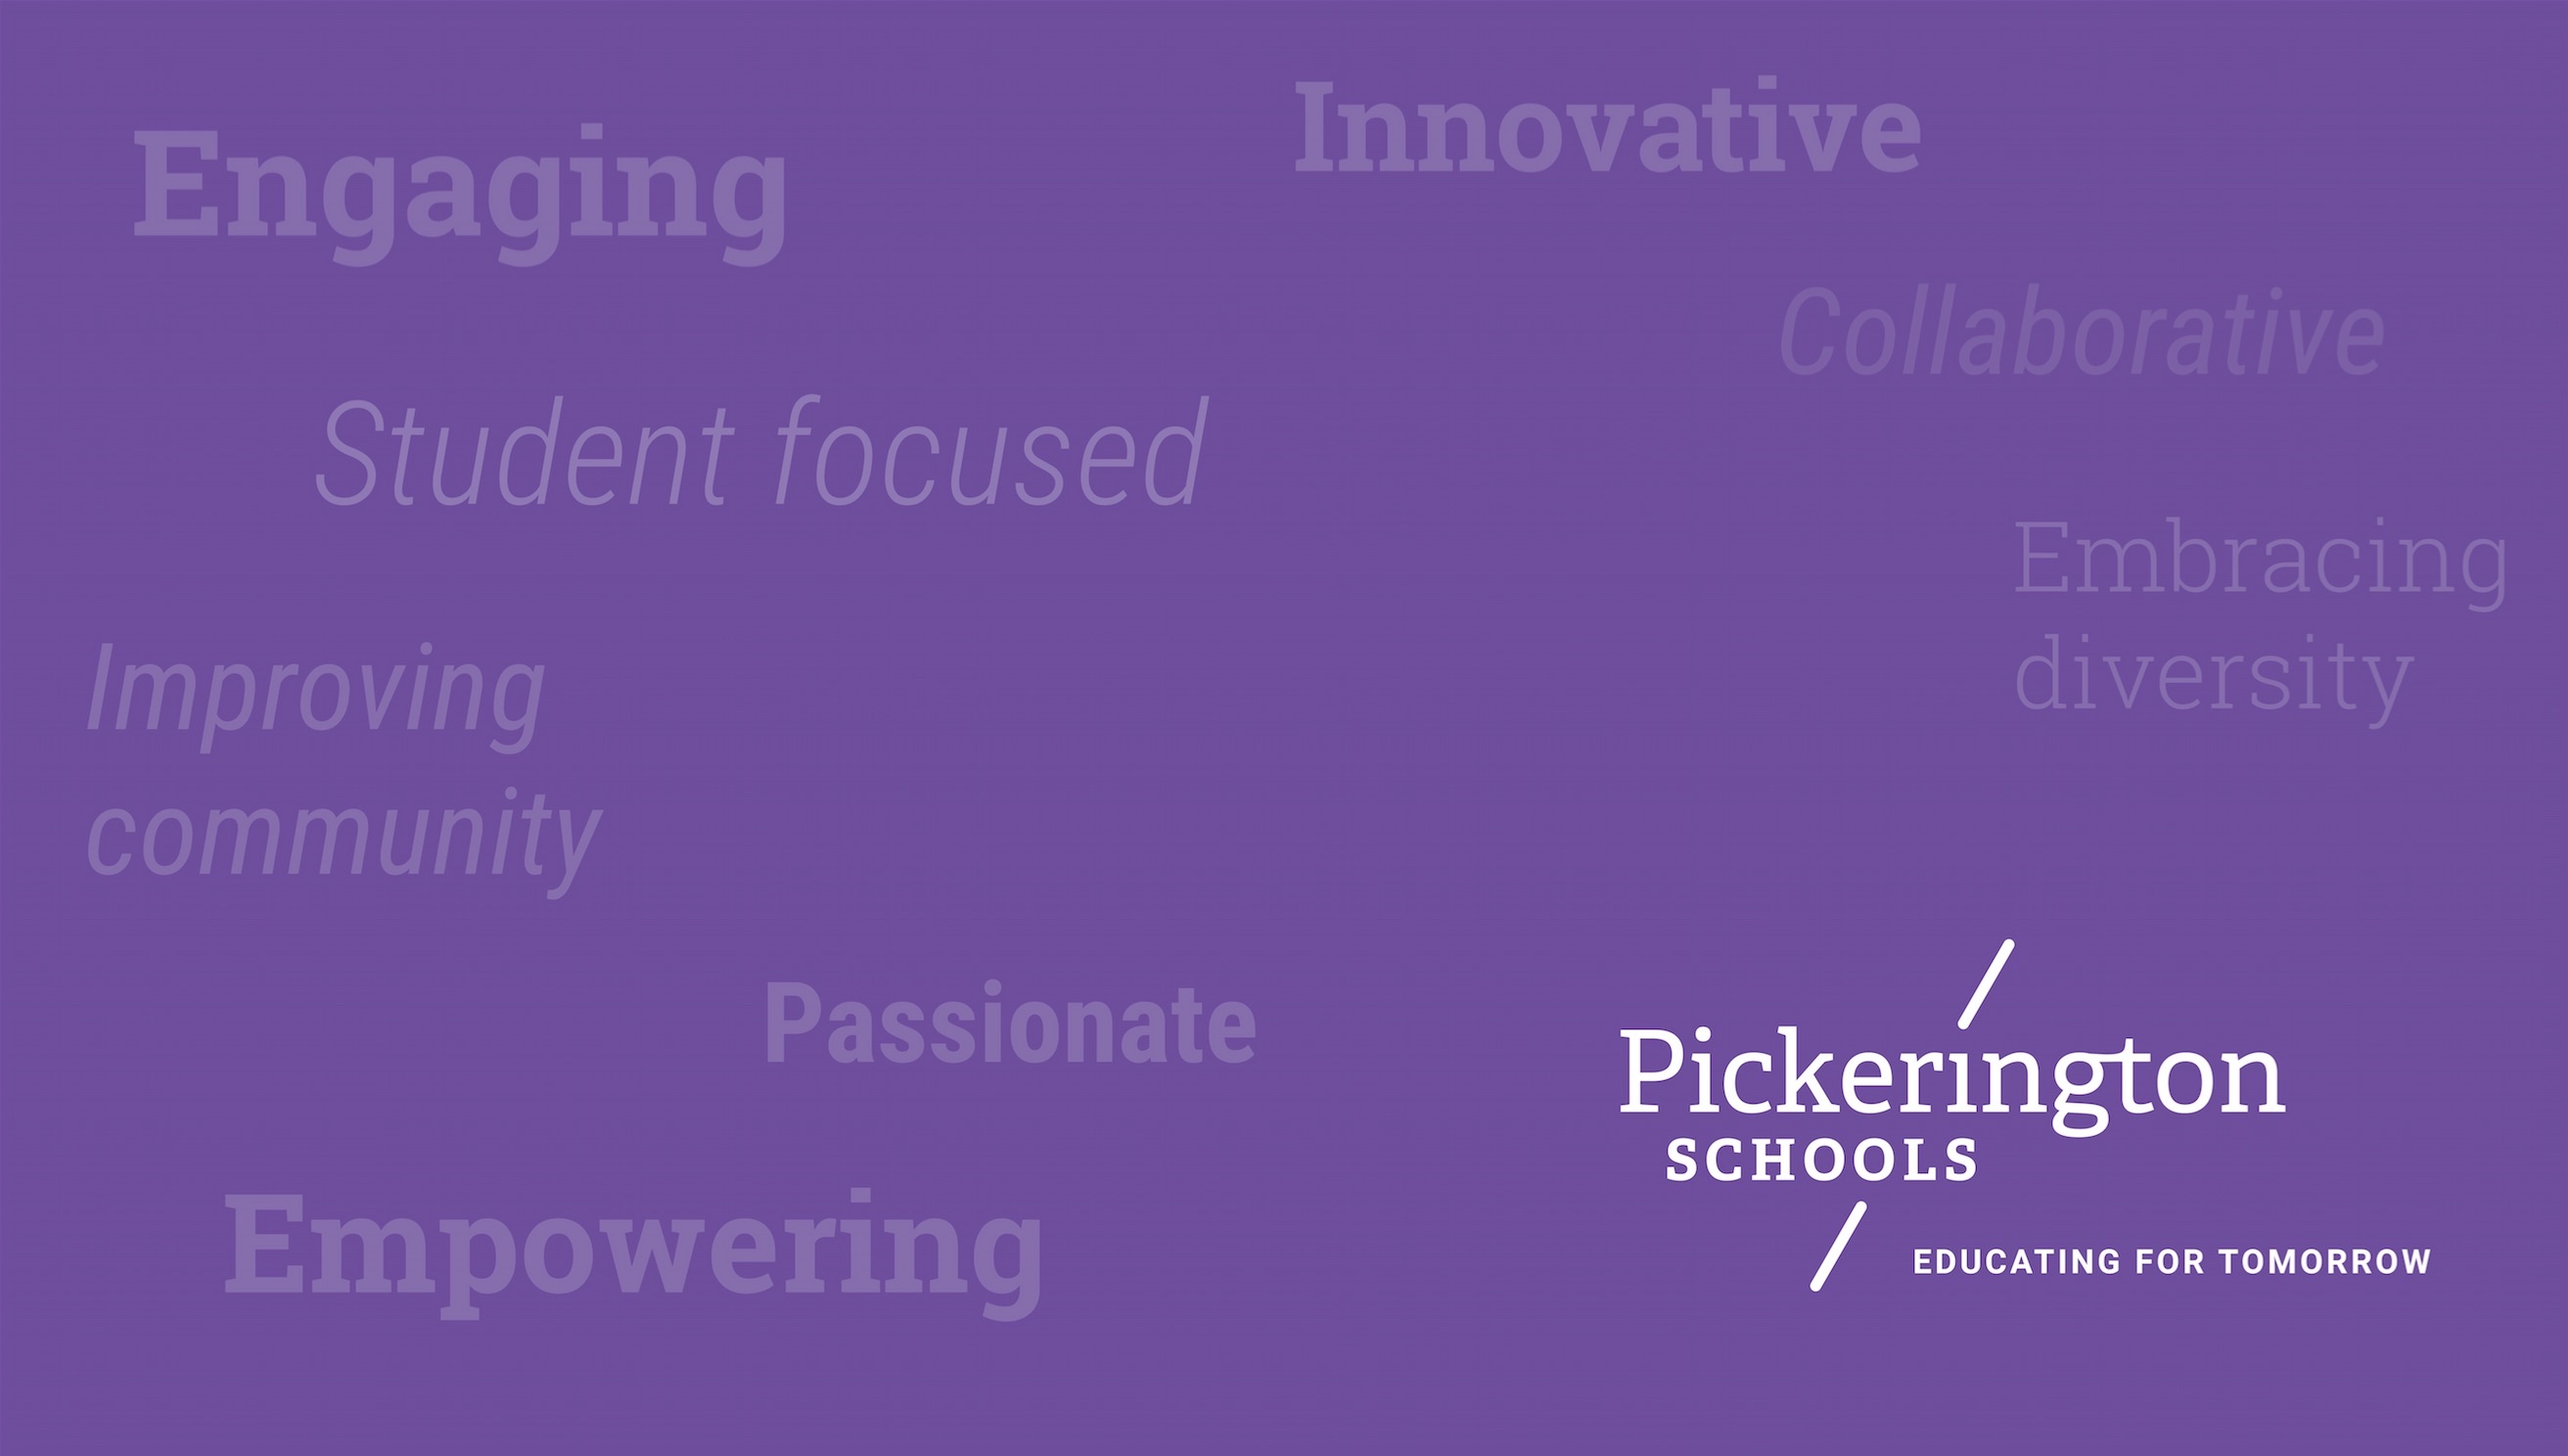 Engaging
Innovative
Collaborative
Student focused
Embracing
diversity
Improving
community
Passionate
Pickerington
SCHOOLS
EDUCATING FOR TOMORROW
Empowering